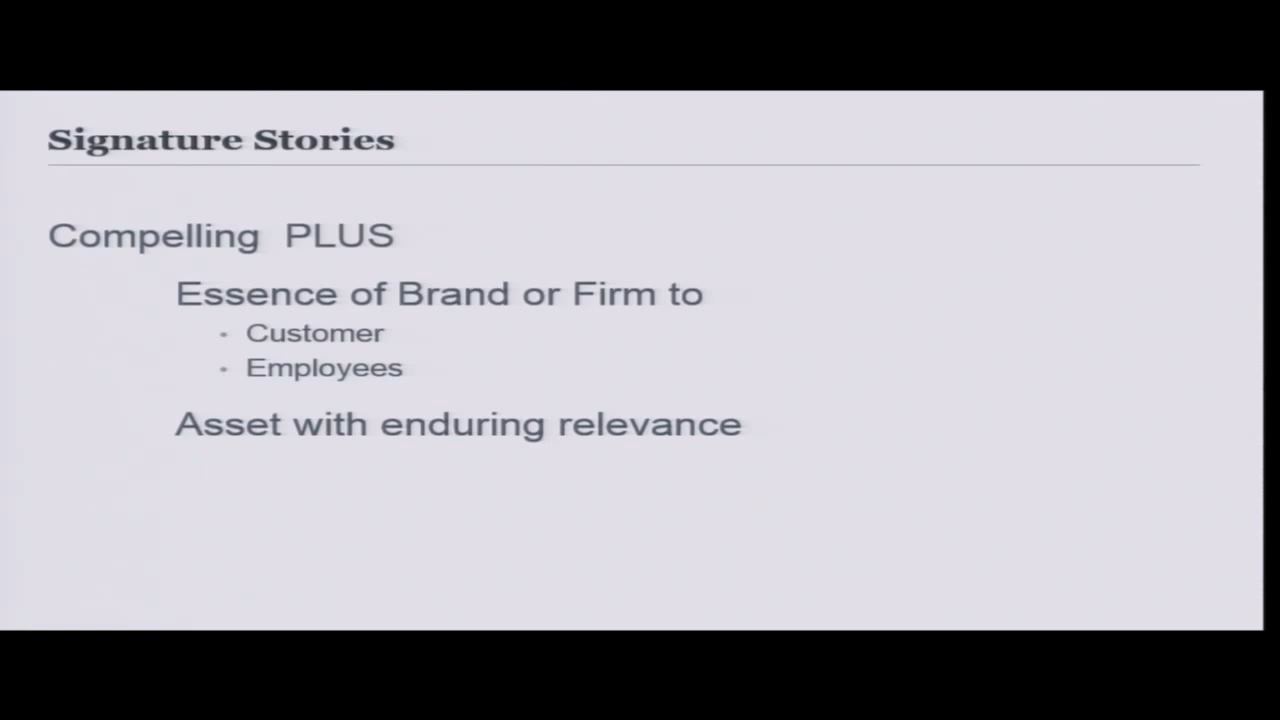 Signature Stories
Compelling PLUS
Essence of Brand or Firm to
• Customer
• Employees
Asset with enduring relevance